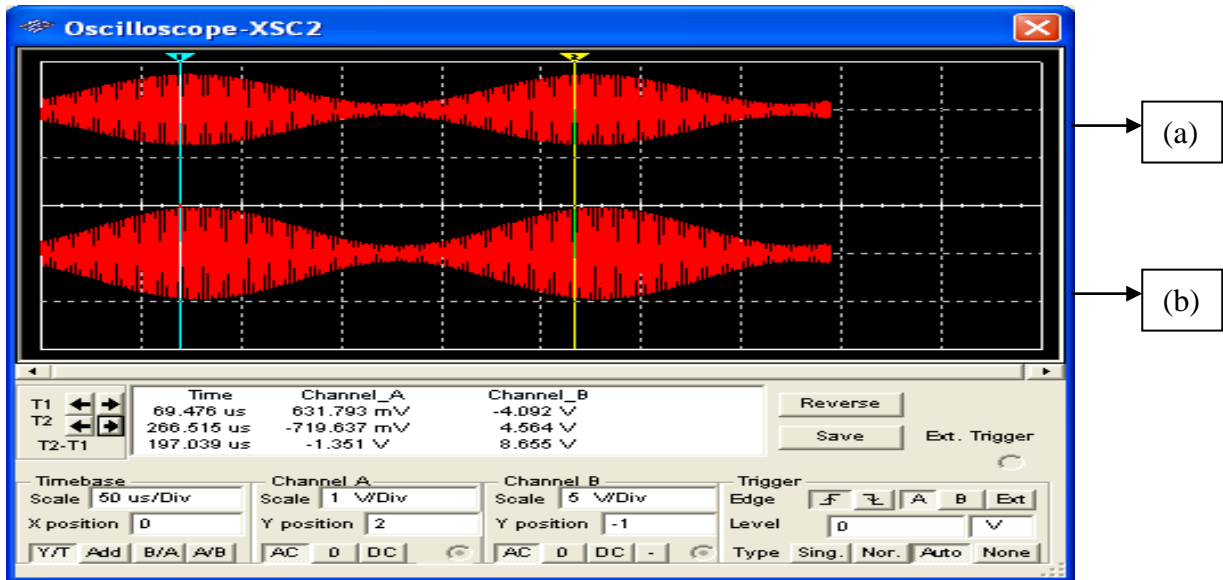 Oscilloscope-XSC2
1
2
(a)
(b)
Time Channel_A Channel_B
T1 69.476 us 631.793 mV -4.092 V
T2 266.515 us -719.637 mV 4.564 V
T2-T1 197.039 us -1.351 V 8.655 V
Reverse
Save
Ext. Trigger
Timebase
Scale 50 us/Div
X position 0
Y/T Add B/A A/B
Channel A
Scale 1 V/Div
Y position 2
AC 0 DC
Channel B
Scale 5 V/Div
Y position -1
AC 0 DC -
Trigger
Edge A B Ext
Level 0 V
Type Sing. Nor. Auto None